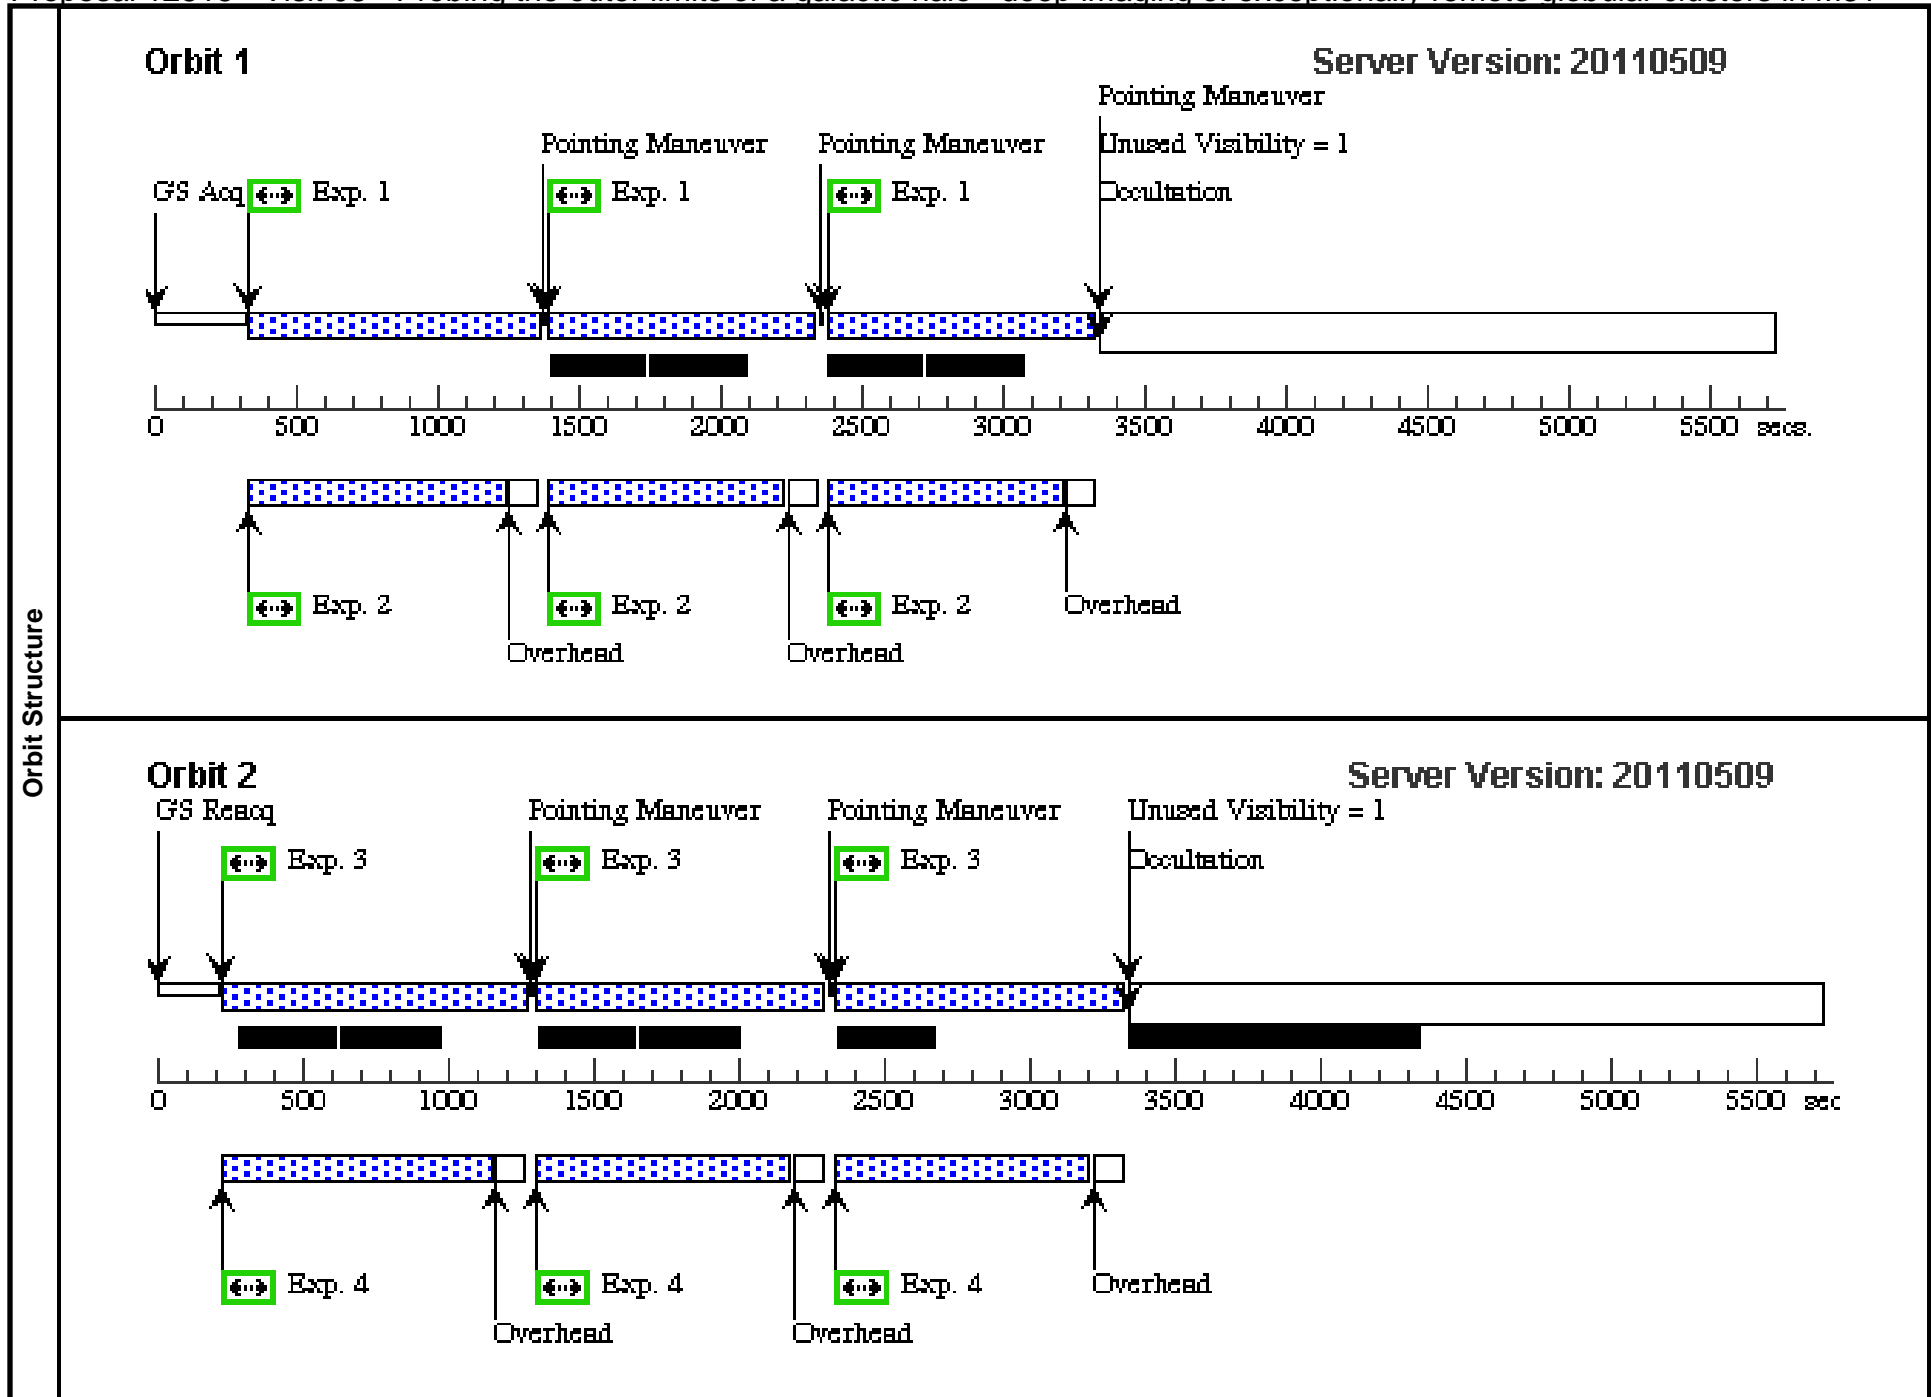 Orbit Structure
Orbit 1
Server Version: 20110509
Pointing Maneuver
Pointing Maneuver
Pointing Maneuver
Unused Visibility = 1
GS Acq
Exp. 1
Exp. 1
Exp. 1
Occultation
0 500 1000 1500 2000 2500 3000 3500 4000 4500 5000 5500 secs.
Exp. 2
Exp. 2
Exp. 2
Overhead
Overhead
Overhead
Orbit 2
Server Version: 20110509
GS Reacq
Pointing Maneuver
Pointing Maneuver
Unused Visibility = 1
Exp. 3
Exp. 3
Exp. 3
Occultation
0 500 1000 1500 2000 2500 3000 3500 4000 4500 5000 5500 sec
Exp. 4
Exp. 4
Exp. 4
Overhead
Overhead
Overhead